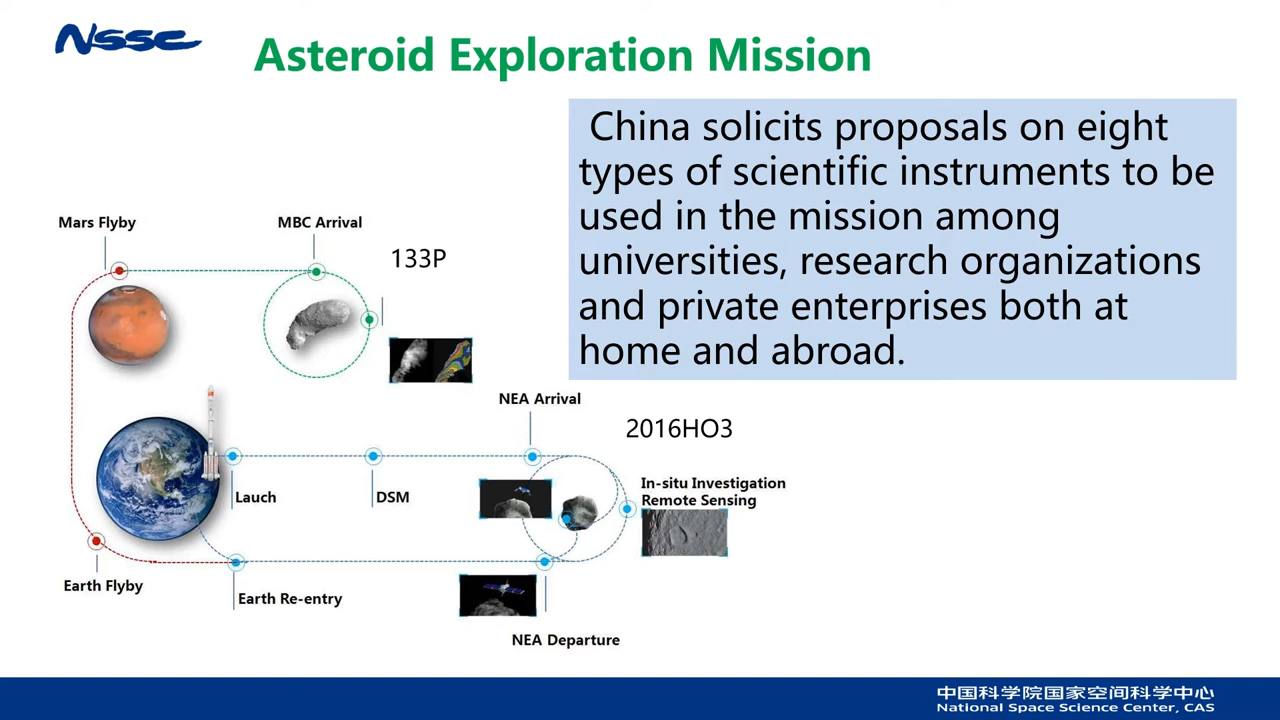 NSSC
Asteroid Exploration Mission
China solicits proposals on eight
types of scientific instruments to be
used in the mission among
universities, research organizations
and private enterprises both at
home and abroad.
Mars Flyby
MBC Arrival
133P
NEA Arrival
2016HO3
Lauch
DSM
In-situ Investigation
Remote Sensing
Earth Flyby
Earth Re-entry
NEA Departure
中国科学院国家空间科学中心
National Space Science Center, CAS